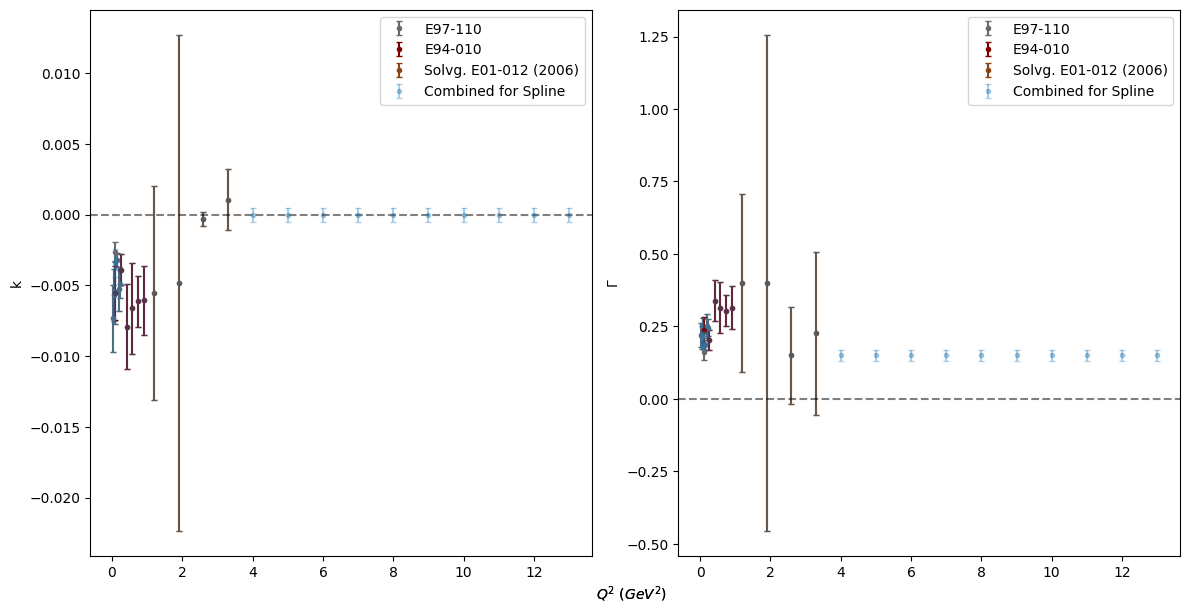 E97-110
E94-010
Solvg. E01-012 (2006)
Combined for Spline
0.010
0.005
0.000
−0.005
−0.010
−0.015
−0.020
k
0 2 4 6 8 10 12
E97-110
E94-010
Solvg. E01-012 (2006)
Combined for Spline
1.25
1.00
0.75
0.50
0.25
0.00
−0.25
−0.50
Γ
0 2 4 6 8 10 12
Q² (GeV²)